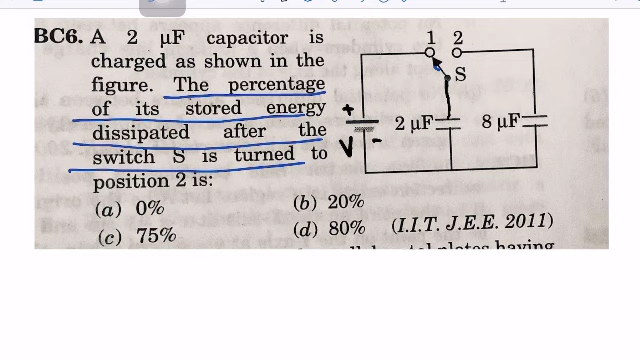 BC6. A 2 µF capacitor is
charged as shown in the
figure. The percentage
of its stored energy
dissipated after the
switch S is turned to
position 2 is:
(a) 0%
(b) 20%
(c) 75%
(d) 80% (I.I.T. J.E.E. 2011)
1 2
S
+
2 µF
8 µF
V -